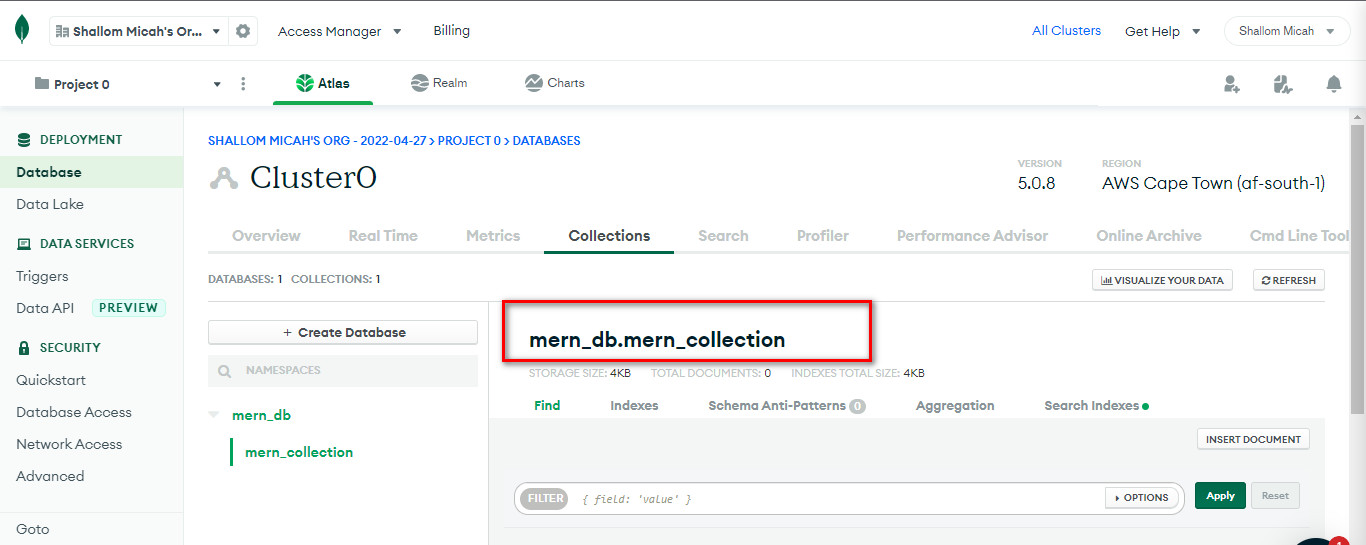 Shallom Micah's Or... Access Manager Billing All Clusters Get Help Shallom Micah
Project 0 Atlas Realm Charts
DEPLOYMENT
Database
Data Lake
DATA SERVICES
Triggers
Data API PREVIEW
SECURITY
Quickstart
Database Access
Network Access
Advanced
Goto
SHALLOM MICAH'S ORG - 2022-04-27 > PROJECT 0 > DATABASES
Cluster0
VERSION
5.0.8
REGION
AWS Cape Town (af-south-1)
Overview Real Time Metrics Collections Search Profiler Performance Advisor Online Archive Cmd Line Tool
DATABASES: 1 COLLECTIONS: 1
VISUALIZE YOUR DATA REFRESH
+ Create Database
NAMESPACES
mern_db
mern_collection
mern_db.mern_collection
STORAGE SIZE: 4KB TOTAL DOCUMENTS: 0 INDEXES TOTAL SIZE: 4KB
Find Indexes Schema Anti-Patterns 0 Aggregation Search Indexes
INSERT DOCUMENT
FILTER { field: 'value' } OPTIONS Apply Reset